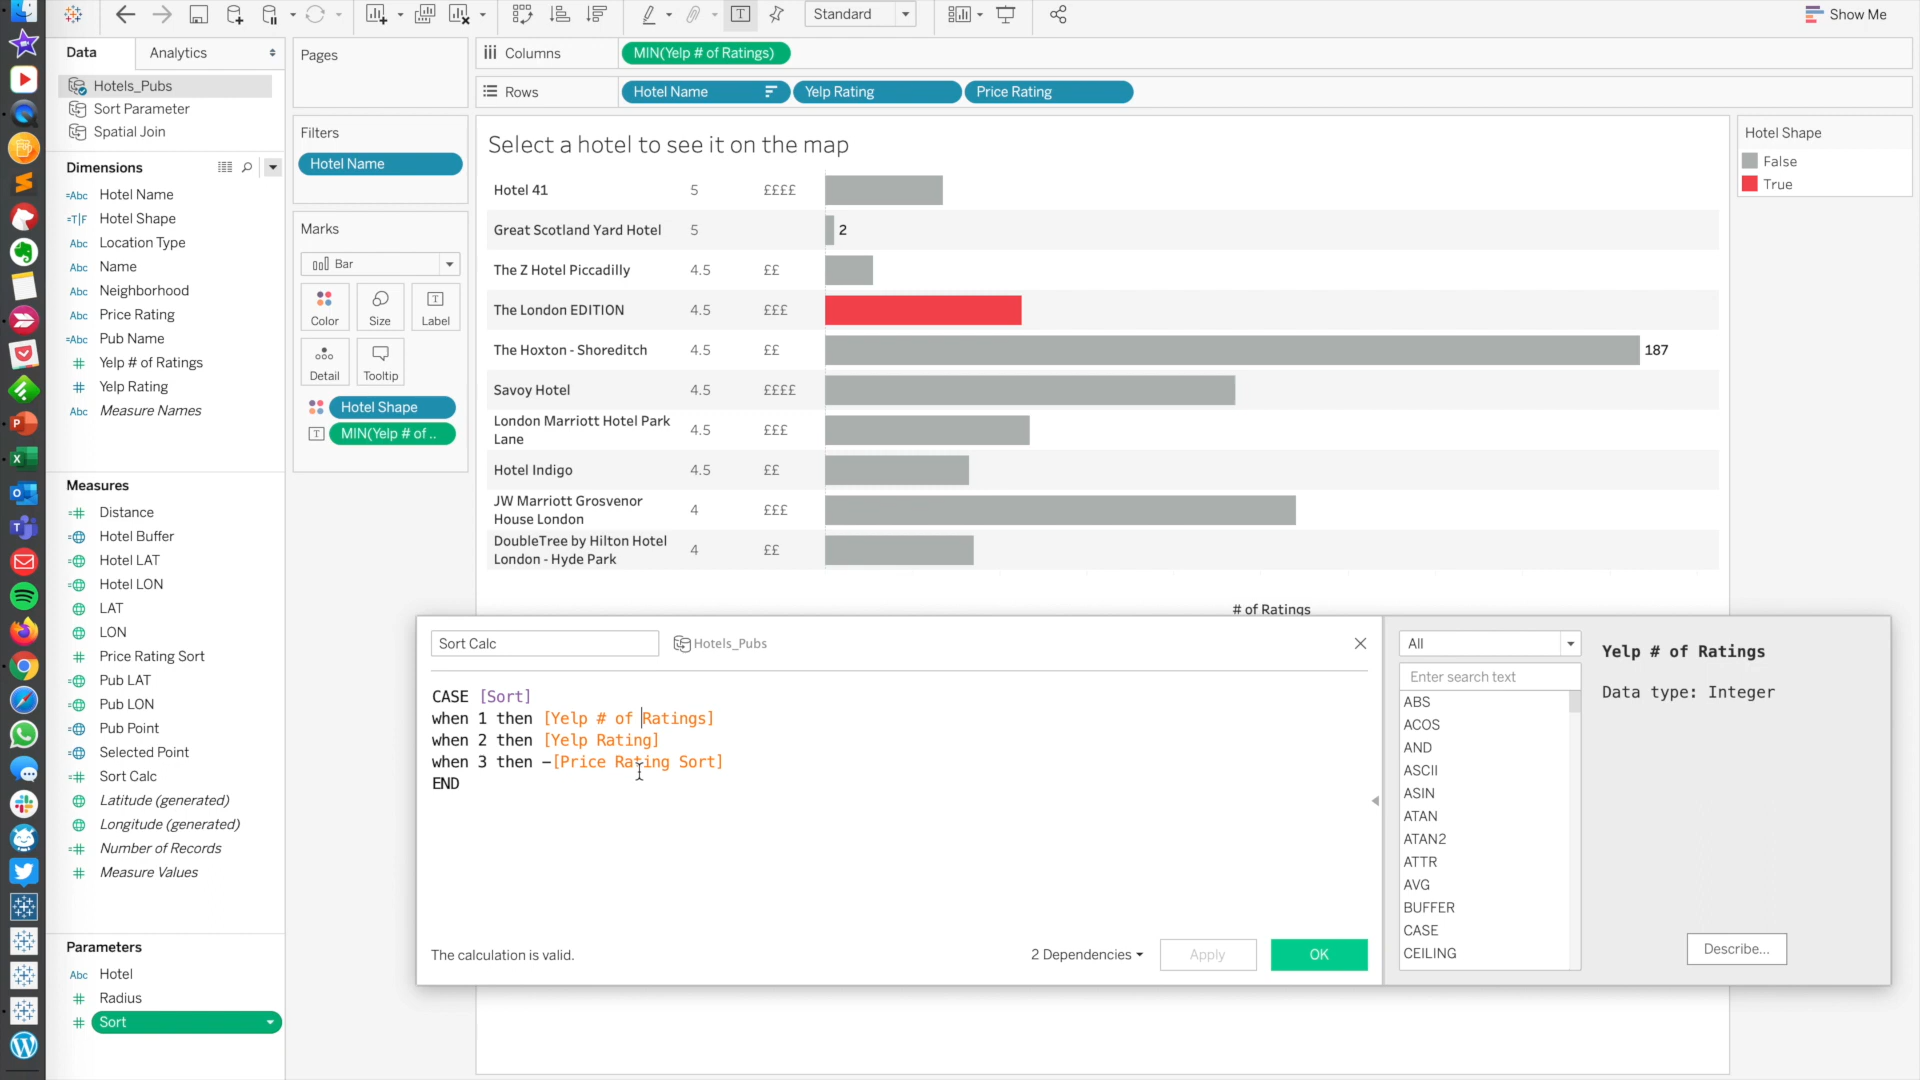 Standard
Show Me
Data
Analytics
Hotels_Pubs
Sort Parameter
Spatial Join
Dimensions
=Abc Hotel Name
=T|F Hotel Shape
Abc Location Type
Abc Name
Abc Neighborhood
Abc Price Rating
=Abc Pub Name
# Yelp # of Ratings
# Yelp Rating
Abc Measure Names
Measures
=# Distance
Hotel Buffer
Hotel LAT
Hotel LON
LAT
LON
# Price Rating Sort
Pub LAT
Pub LON
Pub Point
Selected Point
Sort Calc
Latitude (generated)
Longitude (generated)
=# Number of Records
# Measure Values
Parameters
Abc Hotel
# Radius
# Sort
Pages
Filters
Hotel Name
Marks
Bar
Color
Size
Label
Detail
Tooltip
Hotel Shape
MIN(Yelp # of ..
Columns
MIN(Yelp # of Ratings)
Rows
Hotel Name
Yelp Rating
Price Rating
Select a hotel to see it on the map
Hotel 41 5 ££££
Great Scotland Yard Hotel 5 2
The Z Hotel Piccadilly 4.5 ££
The London EDITION 4.5 £££
The Hoxton - Shoreditch 4.5 ££ 187
Savoy Hotel 4.5 ££££
London Marriott Hotel Park
Lane 4.5 £££
Hotel Indigo 4.5 ££
JW Marriott Grosvenor
House London 4 £££
DoubleTree by Hilton Hotel
London - Hyde Park 4 ££
# of Ratings
Hotel Shape
False
True
Sort Calc
Hotels_Pubs
CASE [Sort]
when 1 then [Yelp # of Ratings]
when 2 then [Yelp Rating]
when 3 then -[Price Rating Sort]
END
The calculation is valid.
2 Dependencies
Apply
OK
All
Enter search text
ABS
ACOS
AND
ASCII
ASIN
ATAN
ATAN2
ATTR
AVG
BUFFER
CASE
CEILING
Yelp # of Ratings
Data type: Integer
Describe...